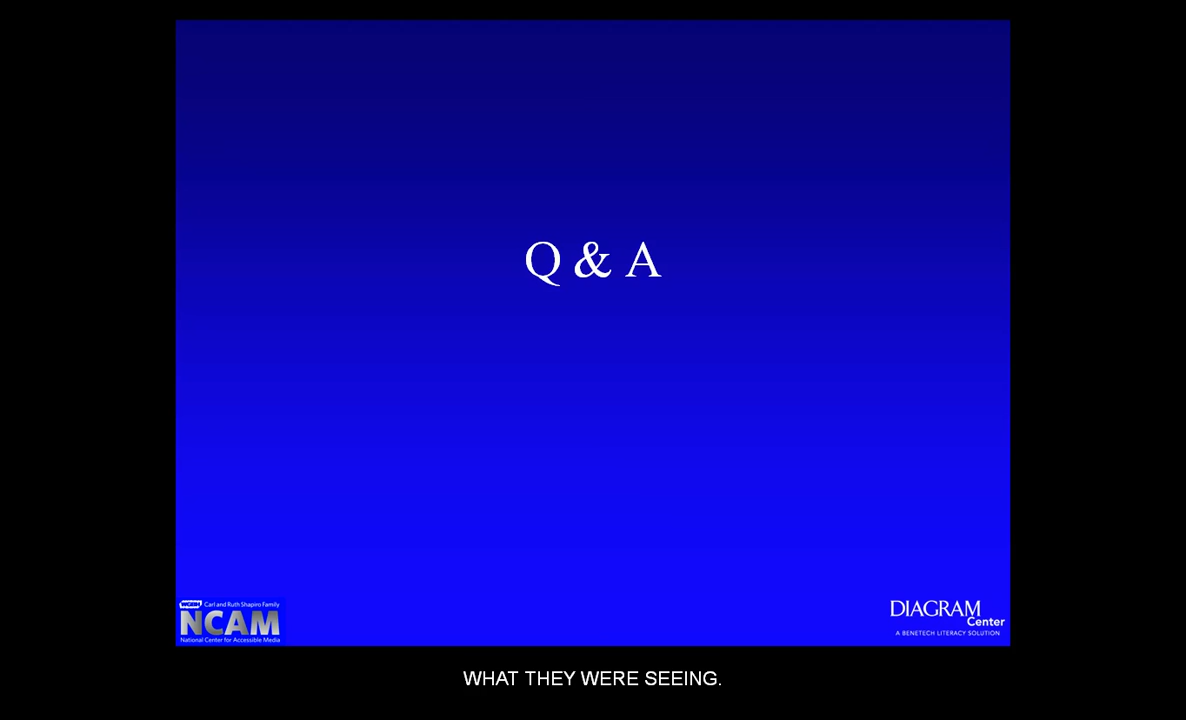 Q & A
WGBH Carl and Ruth Shapiro Family
NCAM
National Center for Accessible Media
DIAGRAM
Center
A BENETECH LITERACY SOLUTION
WHAT THEY WERE SEEING.